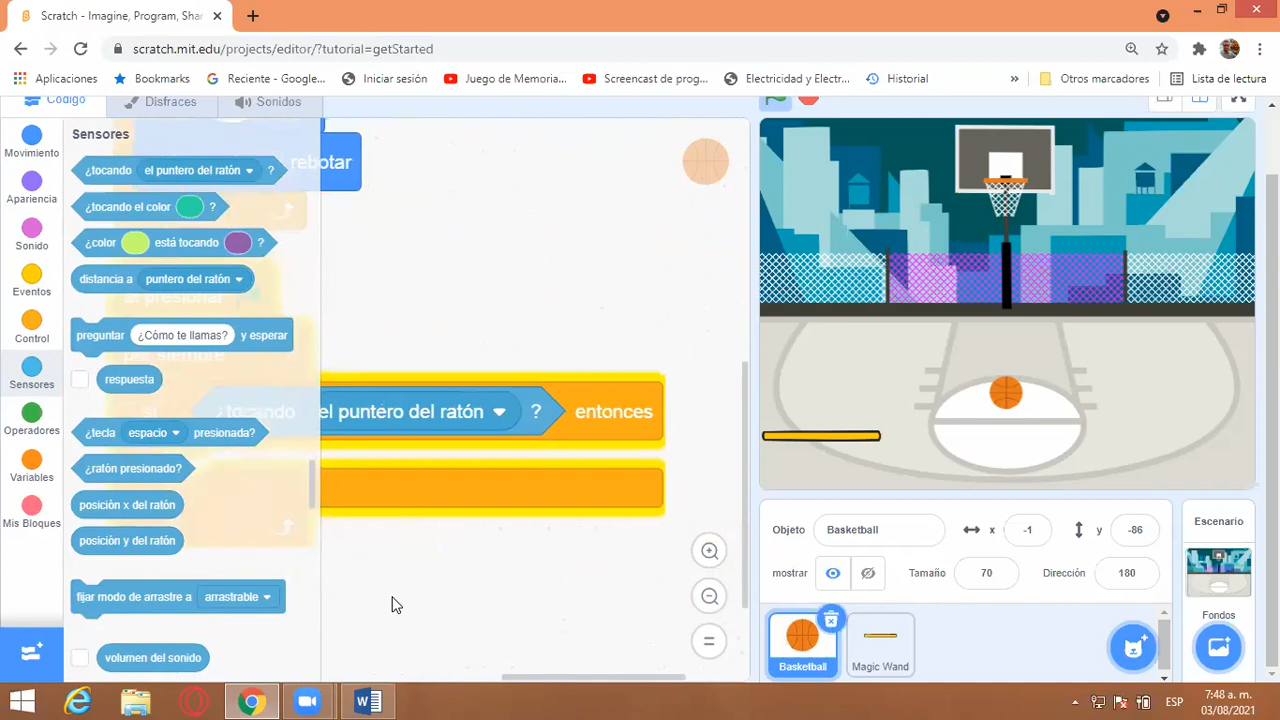 Scratch - Imagine, Program, Shar
scratch.mit.edu/projects/editor/?tutorial=getStarted
Aplicaciones
Bookmarks
Reciente - Google...
Iniciar sesión
Juego de Memoria...
Screencast de prog...
Electricidad y Electr...
Historial
»
Otros marcadores
Lista de lectura
Código
Disfraces
Sonidos
Movimiento
Apariencia
Sonido
Eventos
Control
Sensores
Operadores
Variables
Mis Bloques
Sensores
¿tocando el puntero del ratón ?
¿tocando el color ?
¿color está tocando ?
distancia a puntero del ratón
preguntar ¿Cómo te llamas? y esperar
respuesta
¿tecla espacio presionada?
¿ratón presionado?
posición x del ratón
posición y del ratón
fijar modo de arrastre a arrastrable
volumen del sonido
rebotar
al presionar
por siempre
si ¿tocando el puntero del ratón ? entonces
Objeto Basketball x -1 y -86
mostrar Tamaño 70 Dirección 180
Basketball
Magic Wand
Escenario
Fondos
ESP
7:48 a. m.
03/08/2021